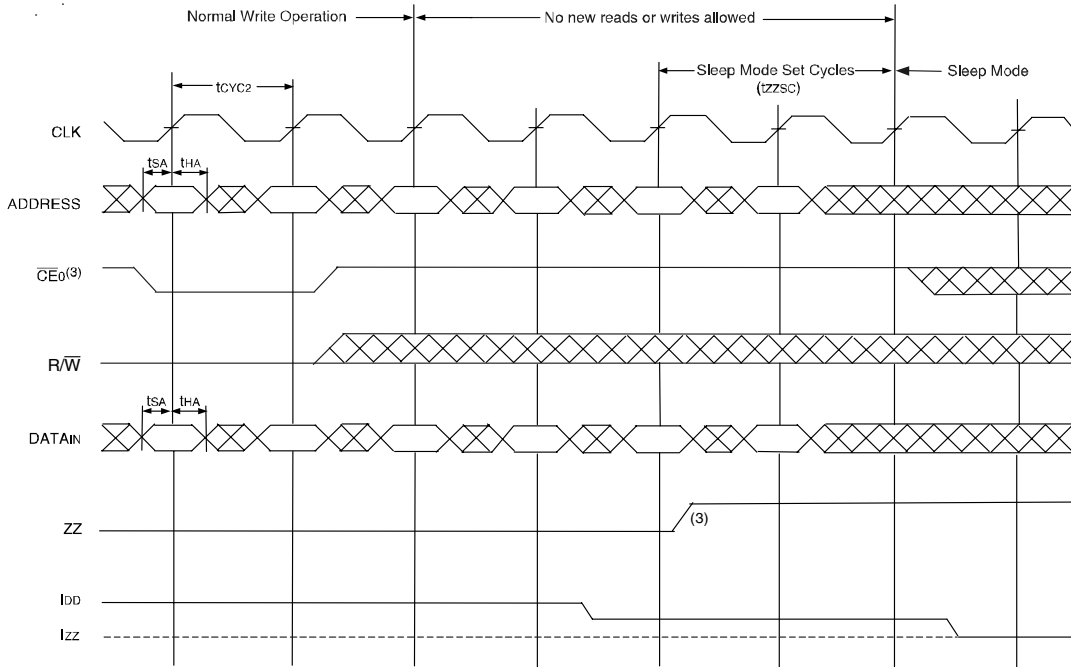 Normal Write Operation
No new reads or writes allowed
Sleep Mode Set Cycles
(tZZSC)
Sleep Mode
tCYC2
CLK
tSA
tHA
ADDRESS
CE0(3)
R/W
tSA
tHA
DATAIN
ZZ
(3)
IDD
IZZ